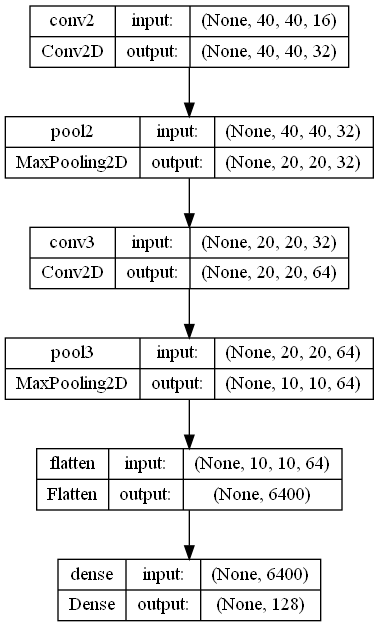 conv2 input: (None, 40, 40, 16)
Conv2D output: (None, 40, 40, 32)
pool2 input: (None, 40, 40, 32)
MaxPooling2D output: (None, 20, 20, 32)
conv3 input: (None, 20, 20, 32)
Conv2D output: (None, 20, 20, 64)
pool3 input: (None, 20, 20, 64)
MaxPooling2D output: (None, 10, 10, 64)
flatten input: (None, 10, 10, 64)
Flatten output: (None, 6400)
dense input: (None, 6400)
Dense output: (None, 128)